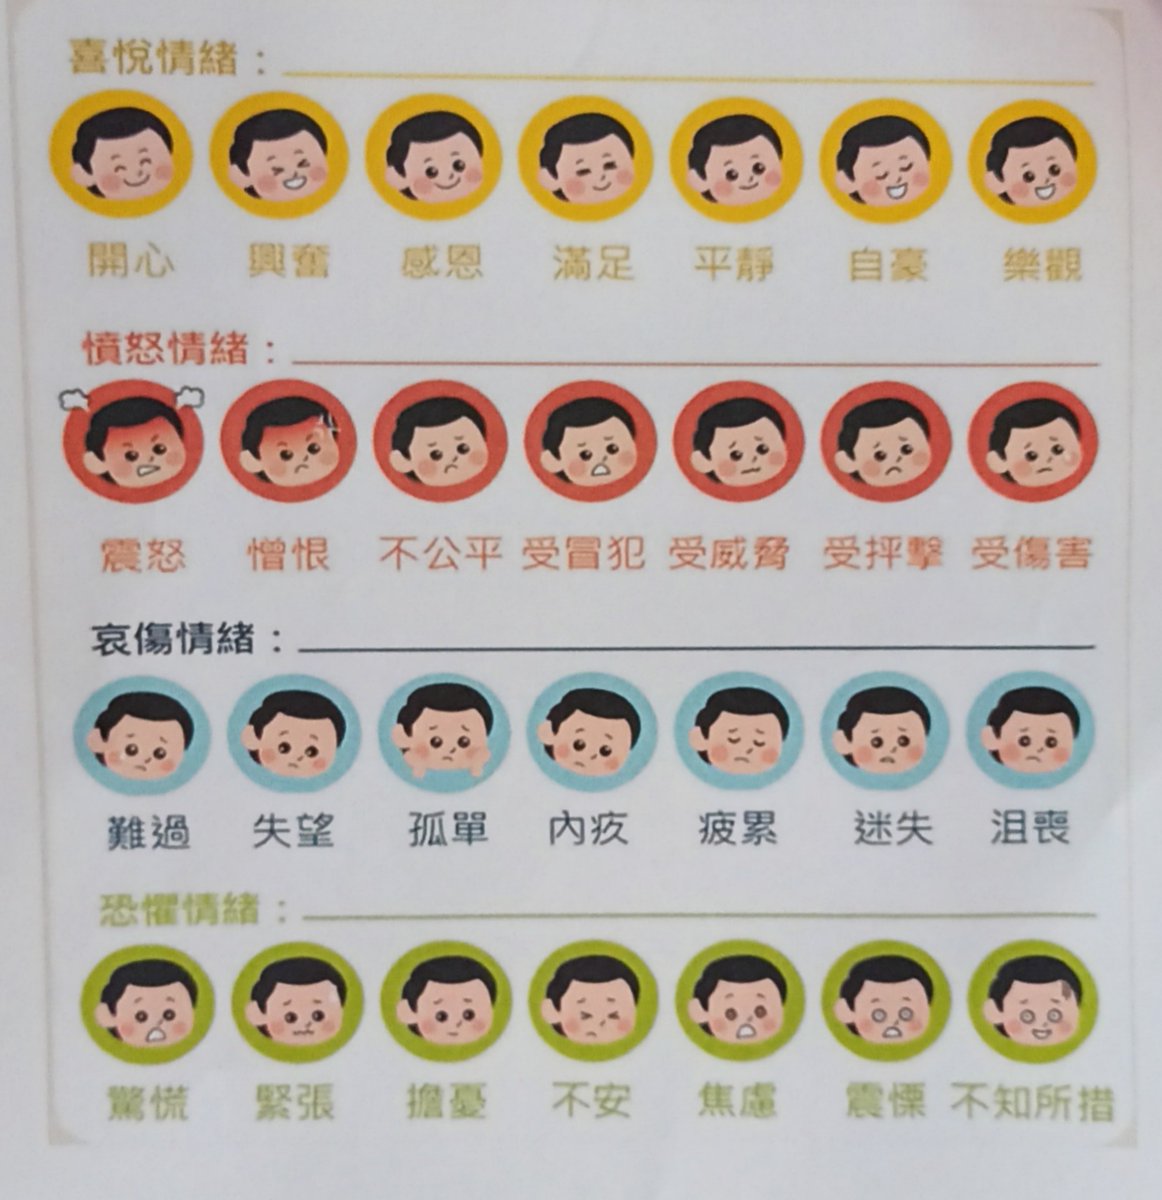 喜悅情緒：
開心 興奮 感恩 滿足 平靜 自豪 樂觀
憤怒情緒：
震怒 憎恨 不公平 受冒犯 受威脅 受抨擊 受傷害
哀傷情緒：
難過 失望 孤單 內疚 疲累 迷失 沮喪
恐懼情緒：
驚慌 緊張 擔憂 不安 焦慮 震慄 不知所措